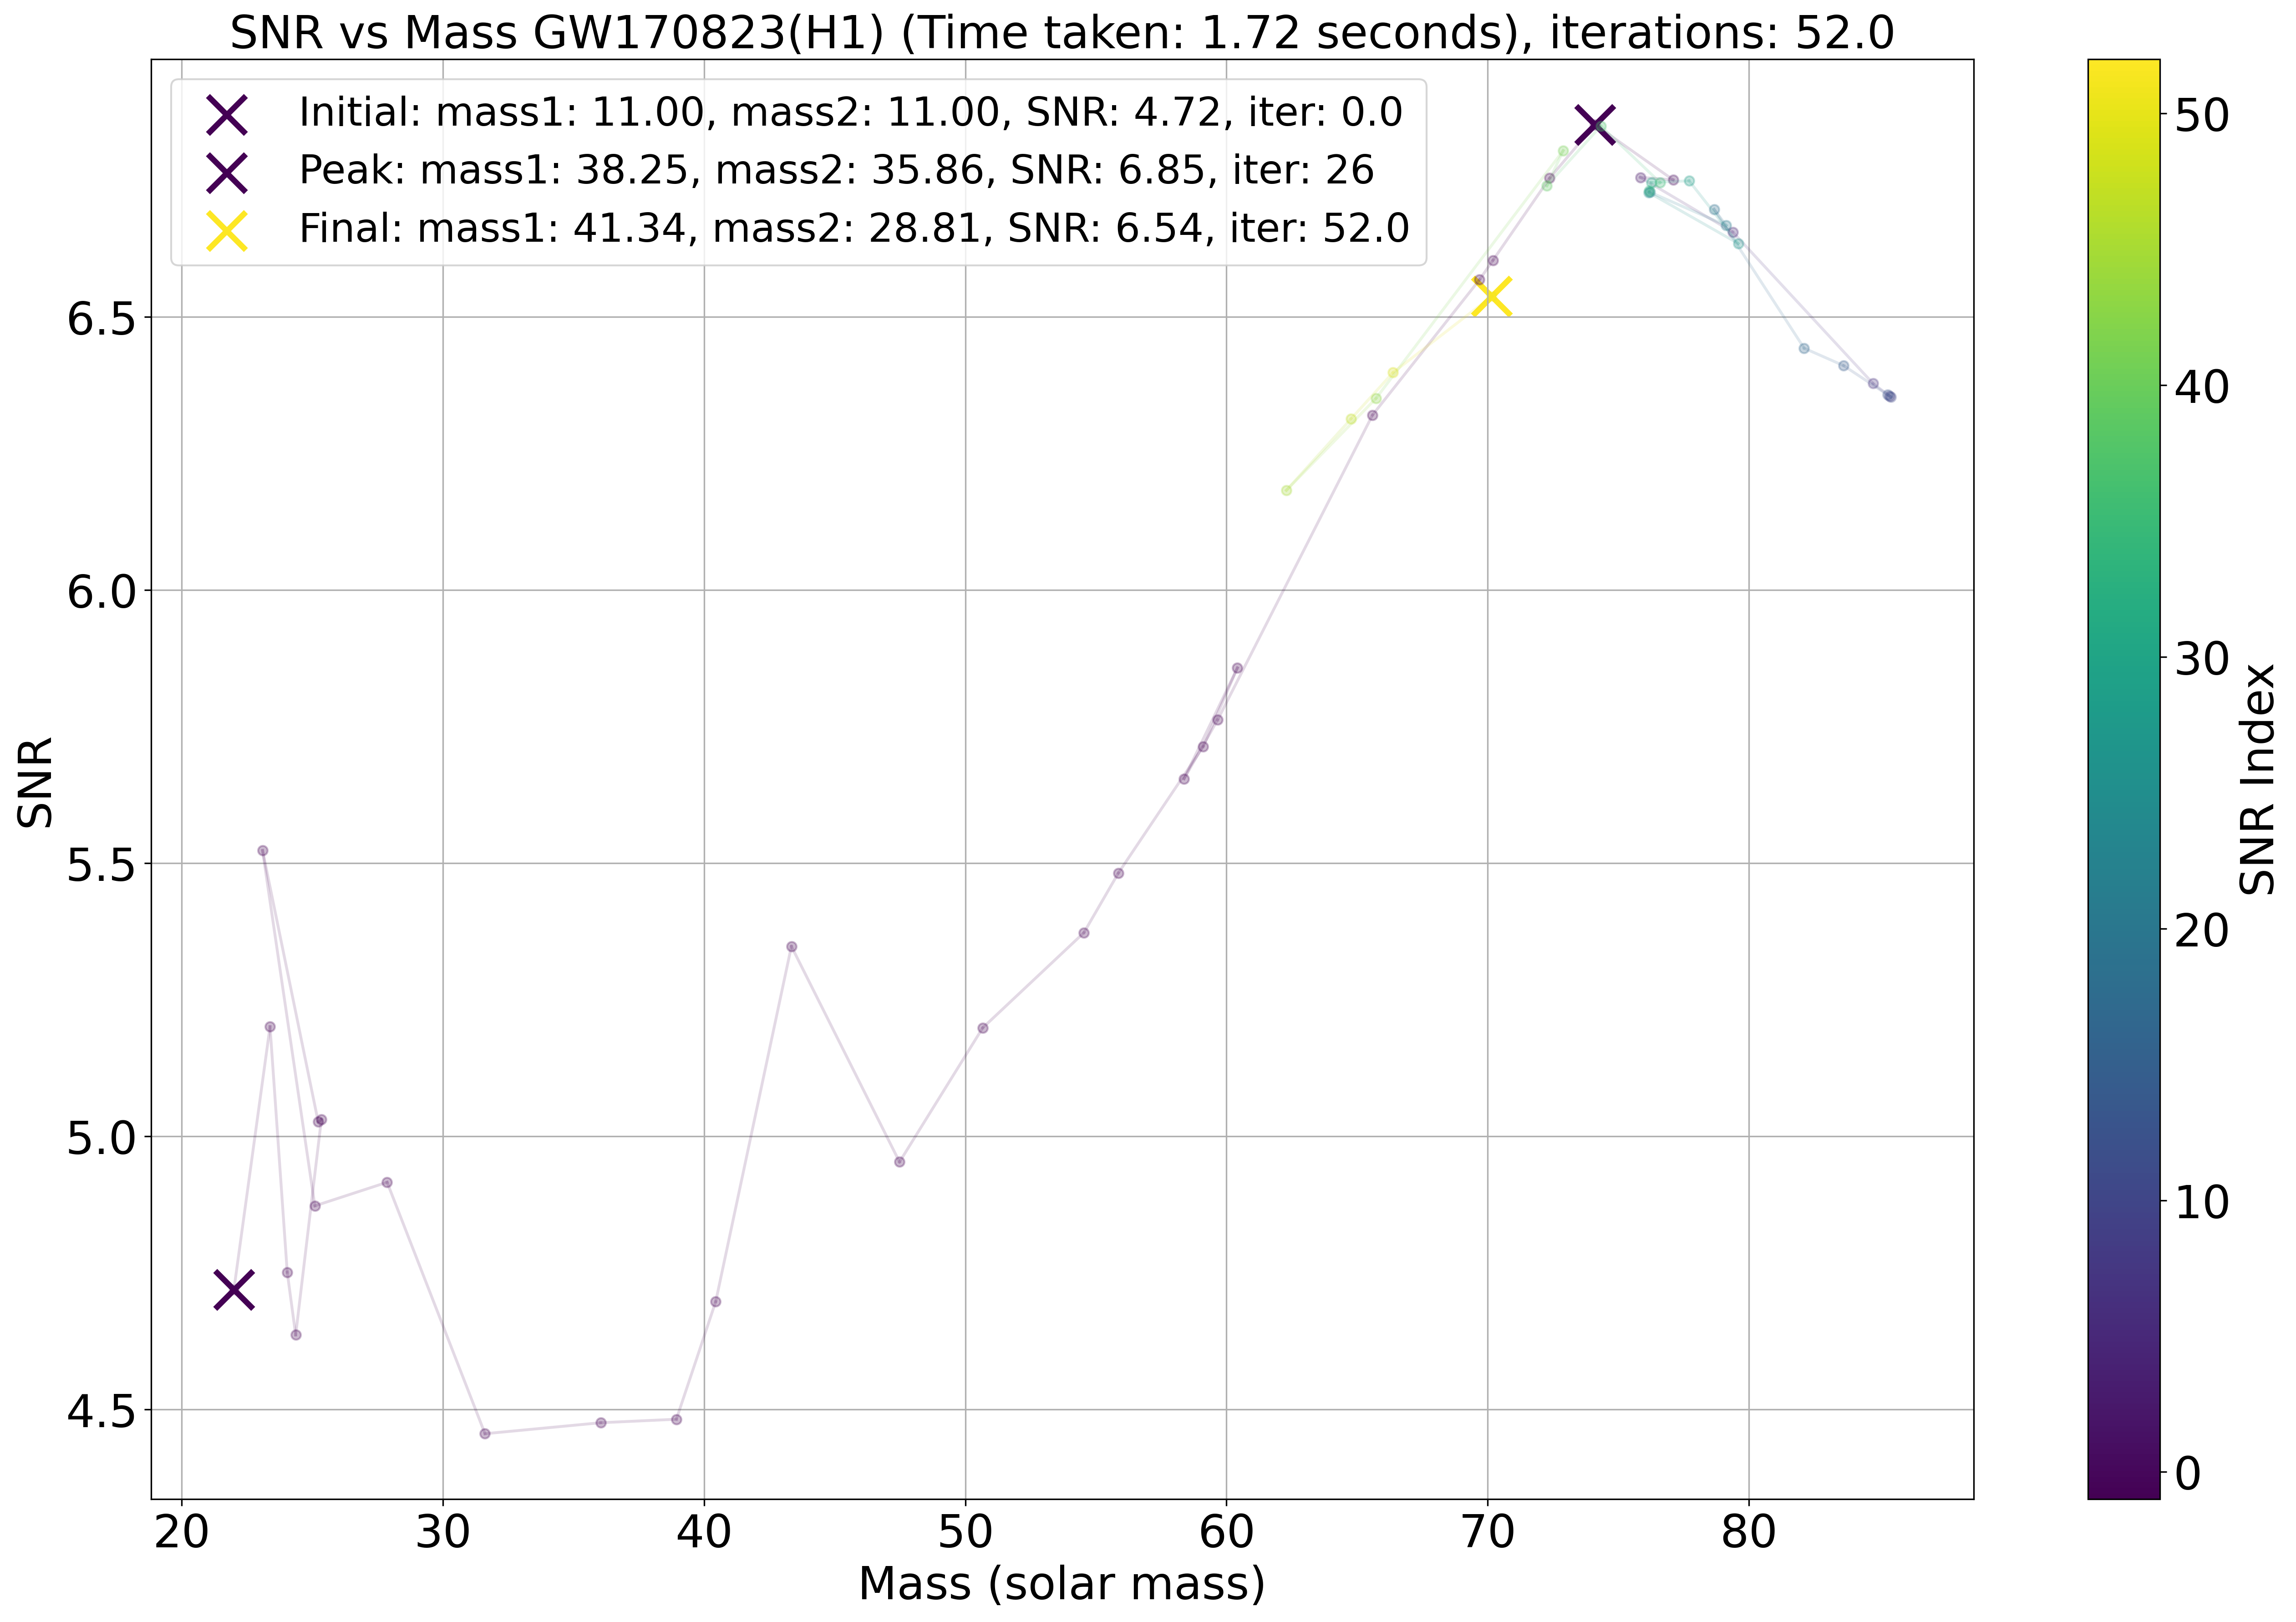 SNR vs Mass GW170823(H1) (Time taken: 1.72 seconds), iterations: 52.0
Initial: mass1: 11.00, mass2: 11.00, SNR: 4.72, iter: 0.0
Peak: mass1: 38.25, mass2: 35.86, SNR: 6.85, iter: 26
Final: mass1: 41.34, mass2: 28.81, SNR: 6.54, iter: 52.0
6.5
6.0
5.5
5.0
4.5
SNR
20 30 40 50 60 70 80
Mass (solar mass)
50
40
30
20
10
0
SNR Index